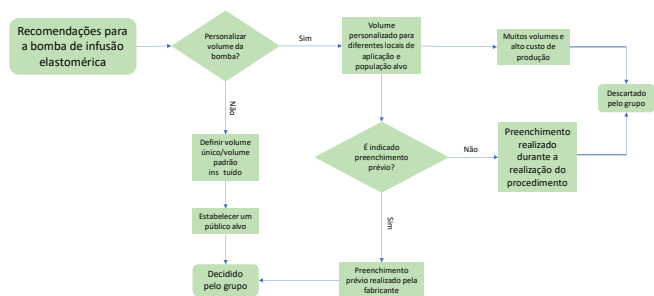 Recomendações para
a bomba de infusão
elastomérica
Personalizar
volume da
bomba?
Sim
Volume
personalizado para
diferentes locais de
aplicação e
população alvo
Muitos volumes e
alto custo de
produção
Descartado
pelo grupo
Não
Definir volume
único/volume
padrão
ins tuído
É indicado
preenchimento
prévio?
Não
Preenchimento
realizado
durante a
realização do
procedimento
Estabelecer um
público alvo
Sim
Decidido
pelo grupo
Preenchimento
prévio realizado pela
fabricante